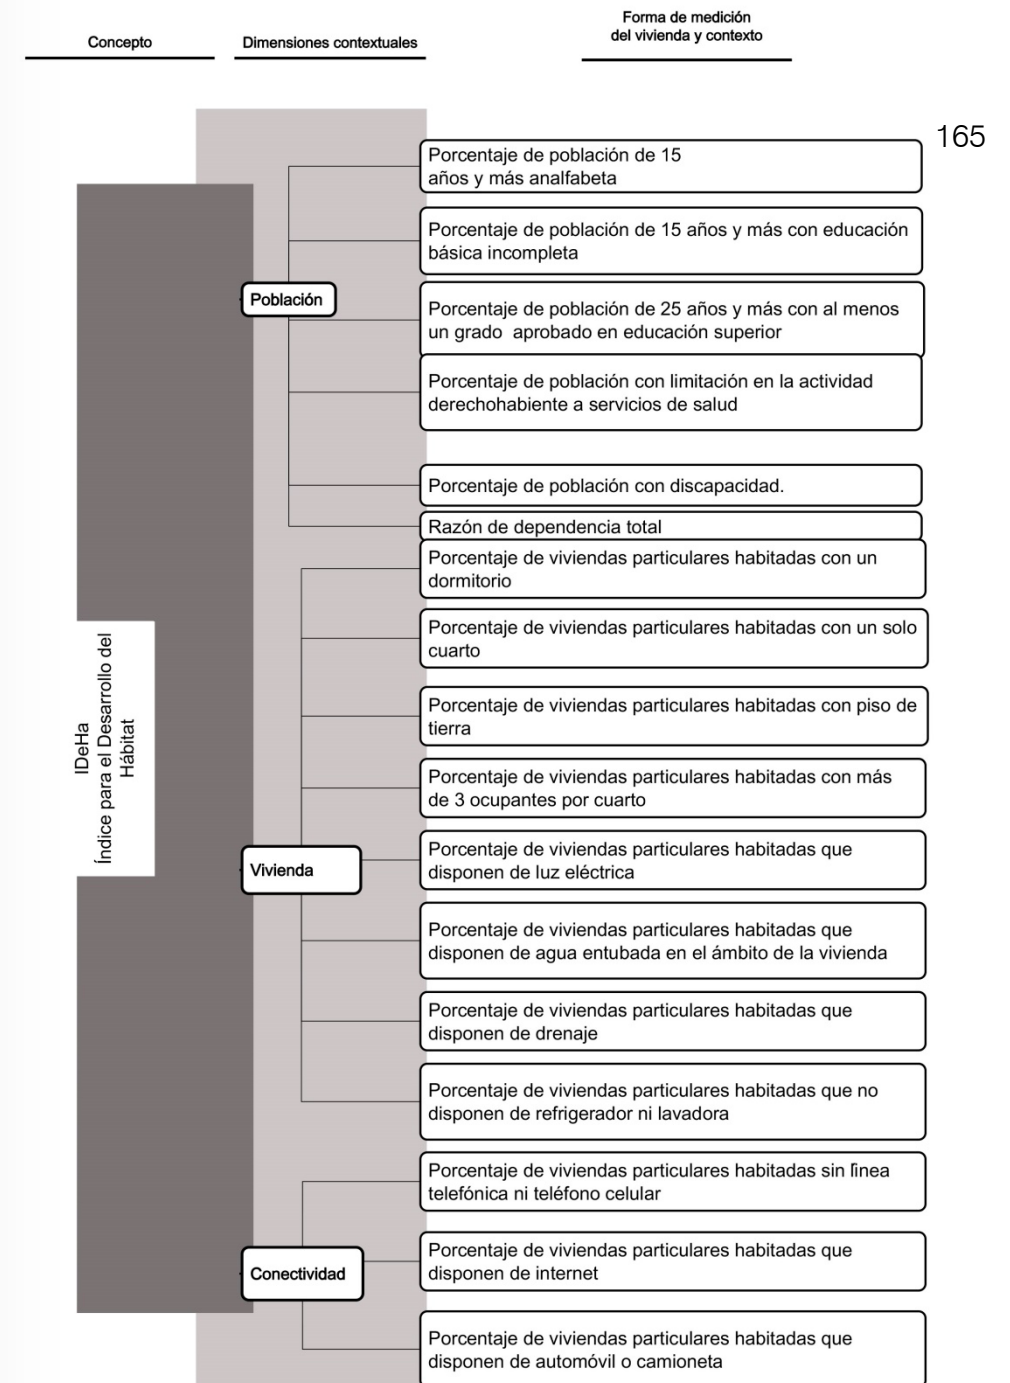 Concepto
Dimensiones contextuales
Forma de medición
del vivienda y contexto
165
IDeHa
Índice para el Desarrollo del
Hábitat
Población
Porcentaje de población de 15
años y más analfabeta
Porcentaje de población de 15 años y más con educación
básica incompleta
Porcentaje de población de 25 años y más con al menos
un grado aprobado en educación superior
Porcentaje de población con limitación en la actividad
derechohabiente a servicios de salud
Porcentaje de población con discapacidad.
Razón de dependencia total
Vivienda
Porcentaje de viviendas particulares habitadas con un
dormitorio
Porcentaje de viviendas particulares habitadas con un solo
cuarto
Porcentaje de viviendas particulares habitadas con piso de
tierra
Porcentaje de viviendas particulares habitadas con más
de 3 ocupantes por cuarto
Porcentaje de viviendas particulares habitadas que
disponen de luz eléctrica
Porcentaje de viviendas particulares habitadas que
disponen de agua entubada en el ámbito de la vivienda
Porcentaje de viviendas particulares habitadas que
disponen de drenaje
Porcentaje de viviendas particulares habitadas que no
disponen de refrigerador ni lavadora
Conectividad
Porcentaje de viviendas particulares habitadas sin línea
telefónica ni teléfono celular
Porcentaje de viviendas particulares habitadas que
disponen de internet
Porcentaje de viviendas particulares habitadas que
disponen de automóvil o camioneta